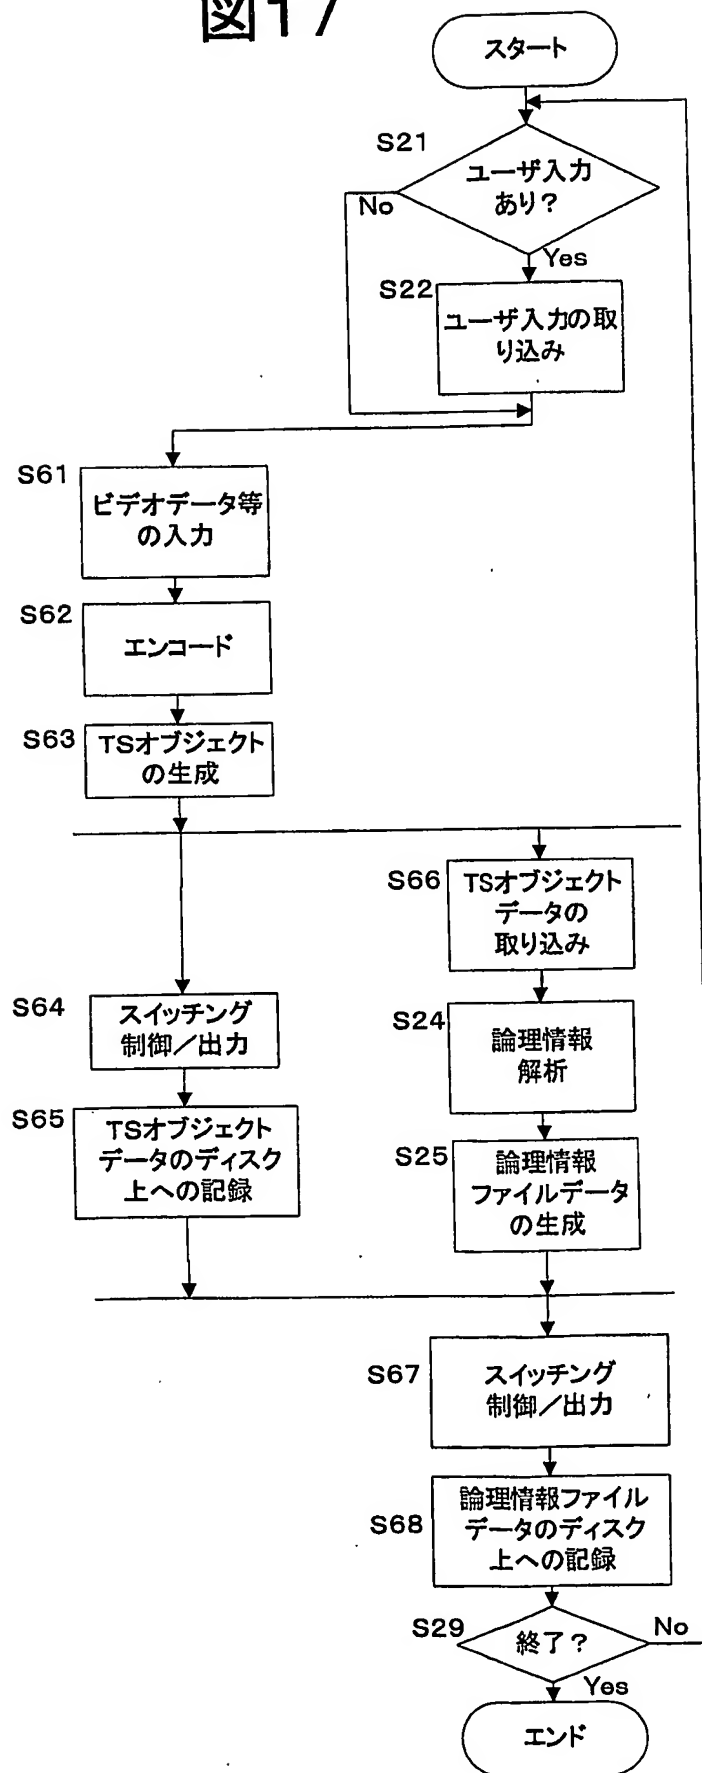 図17
スタート
S21
ユーザ入力
あり?
No
Yes
S22
ユーザ入力の取
り込み
S61
ビデオデータ等
の入力
S62
エンコード
S63
TSオブジェクト
の生成
S66
TSオブジェクト
データの
取り込み
S64
スイッチング
制御／出力
S24
論理情報
解析
S65
TSオブジェクト
データのディスク
上への記録
S25
論理情報
ファイルデータ
の生成
S67
スイッチング
制御／出力
S68
論理情報ファイル
データのディスク
上への記録
S29
終了?
No
Yes
エンド